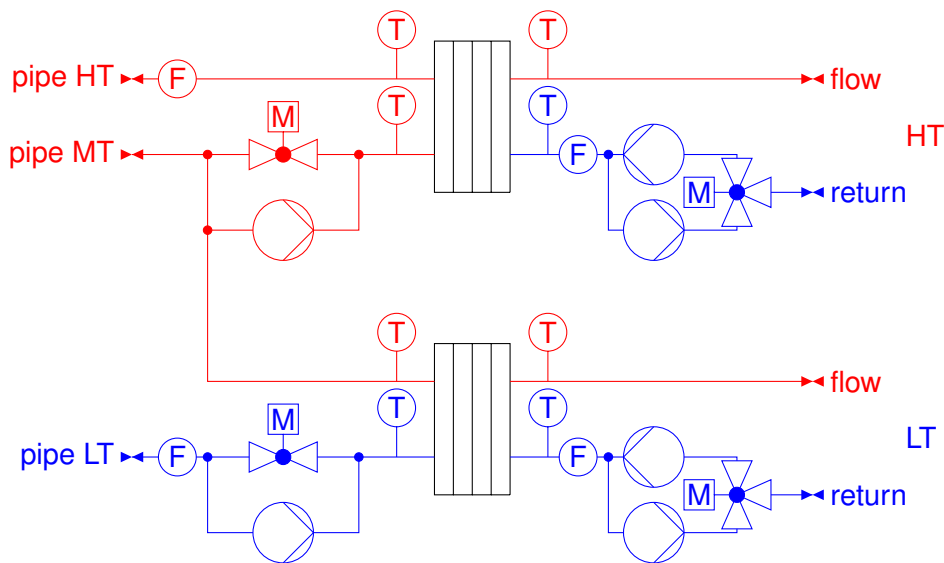 T T
pipe HT F flow
M T T
HT
pipe MT F
M return
T T
flow
M T T
LT
pipe LT F F
M return